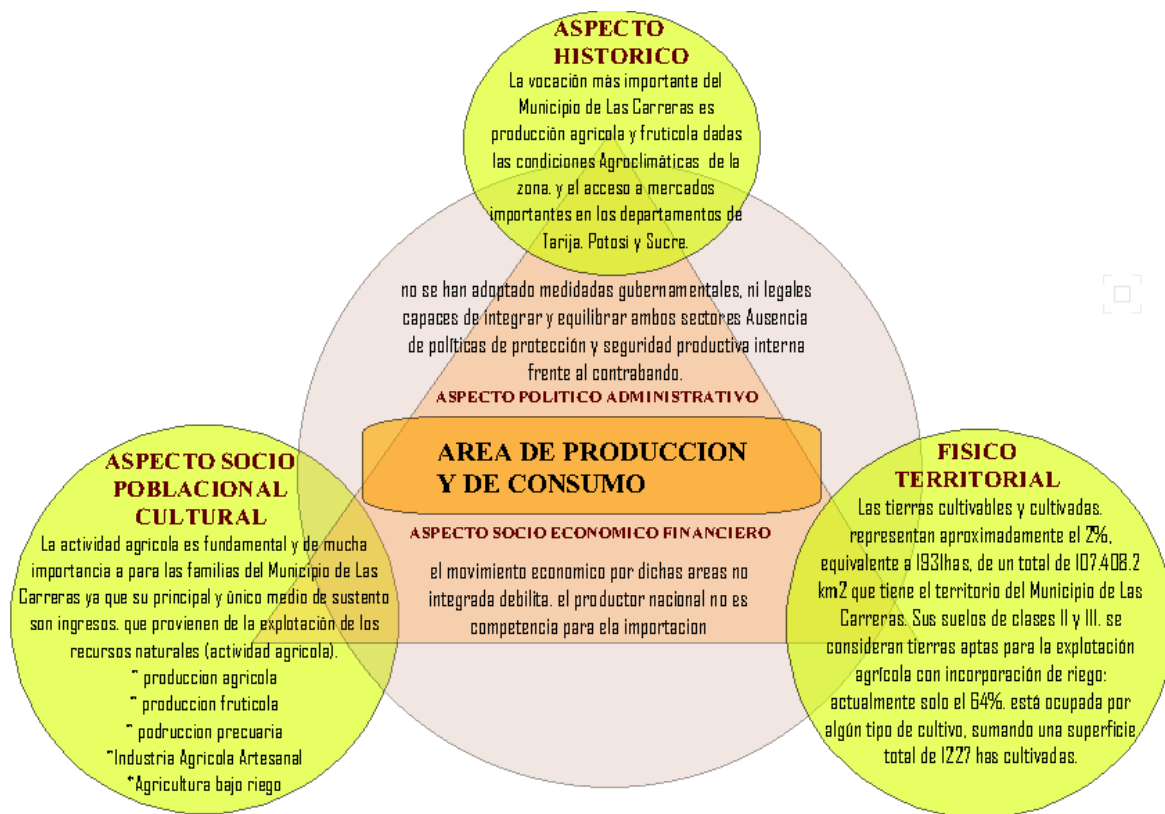 ASPECTO
HISTORICO
La vocación más importante del
Municipio de Las Carreras es
producción agrícola y frutícola dadas
las condiciones Agroclimáticas de la
zona. y el acceso a mercados
importantes en los departamentos de
Tarija. Potosí y Sucre.
no se han adoptado medidadas gubernamentales, ni legales
capaces de integrar y equilibrar ambos sectores Ausencia
de políticas de protección y seguridad productiva interna
frente al contrabando.
ASPECTO POLITICO ADMINISTRATIVO
AREA DE PRODUCCION
Y DE CONSUMO
ASPECTO SOCIO ECONOMICO FINANCIERO
el movimiento economico por dichas areas no
integrada debilita. el productor nacional no es
competencia para ela importacion
ASPECTO SOCIO
POBLACIONAL
CULTURAL
La actividad agrícola es fundamental y de mucha
importancia a para las familias del Municipio de Las
Carreras ya que su principal y único medio de sustento
son ingresos. que provienen de la explotación de los
recursos naturales (actividad agrícola).
* produccion agricola
* produccion fruticola
* podruccion precuaria
*Industria Agricola Artesanal
*Agricultura bajo riego
FISICO
TERRITORIAL
Las tierras cultivables y cultivadas.
representan aproximadamente el 2%,
equivalente a 1931has, de un total de 107.408.2
km2 que tiene el territorio del Municipio de Las
Carreras. Sus suelos de clases II y III. se
consideran tierras aptas para la explotación
agrícola con incorporación de riego:
actualmente solo el 64%. está ocupada por
algún tipo de cultivo, sumando una superficie
total de 1227 has cultivadas.